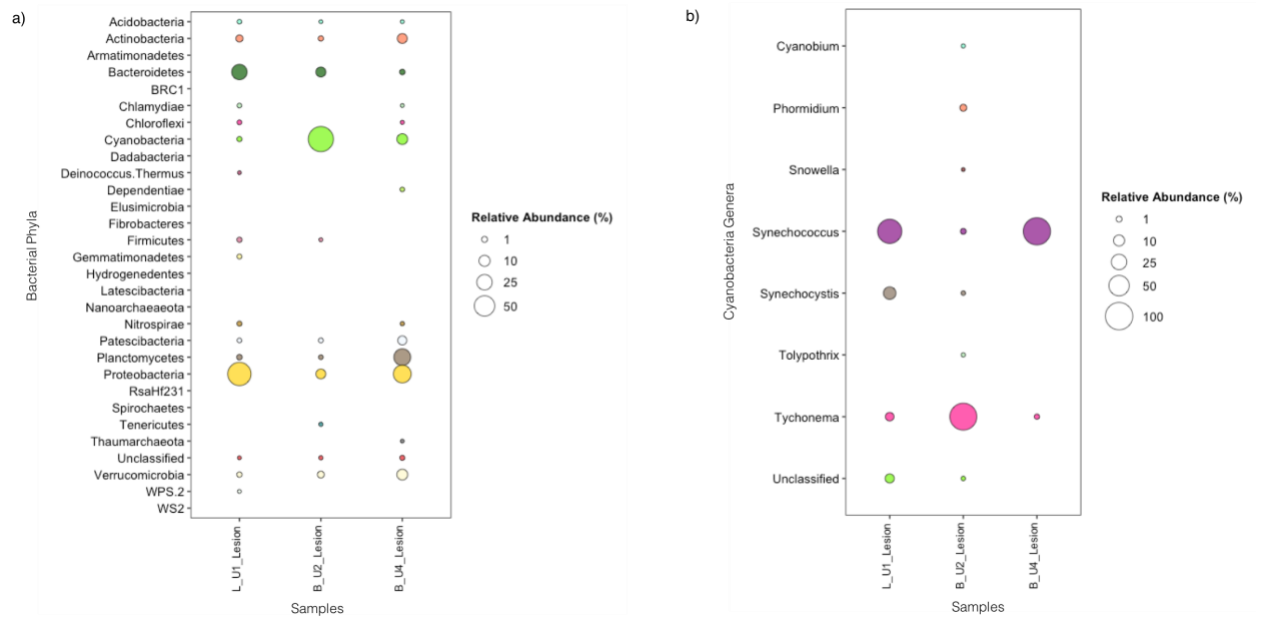 a)
Bacterial Phyla
Acidobacteria
Actinobacteria
Armatimonadetes
Bacteroidetes
BRC1
Chlamydiae
Chloroflexi
Cyanobacteria
Dadabacteria
Deinococcus.Thermus
Dependentiae
Elusimicrobia
Fibrobacteres
Firmicutes
Gemmatimonadetes
Hydrogenedentes
Latescibacteria
Nanoarchaeaeota
Nitrospirae
Patescibacteria
Planctomycetes
Proteobacteria
RsaHf231
Spirochaetes
Tenericutes
Thaumarchaeota
Unclassified
Verrucomicrobia
WPS.2
WS2
L_U1_Lesion
B_U2_Lesion
B_U4_Lesion
Samples
Relative Abundance (%)
1
10
25
50
b)
Cyanobacteria Genera
Cyanobium
Phormidium
Snowella
Synechococcus
Synechocystis
Tolypothrix
Tychonema
Unclassified
L_U1_Lesion
B_U2_Lesion
B_U4_Lesion
Samples
Relative Abundance (%)
1
10
25
50
100